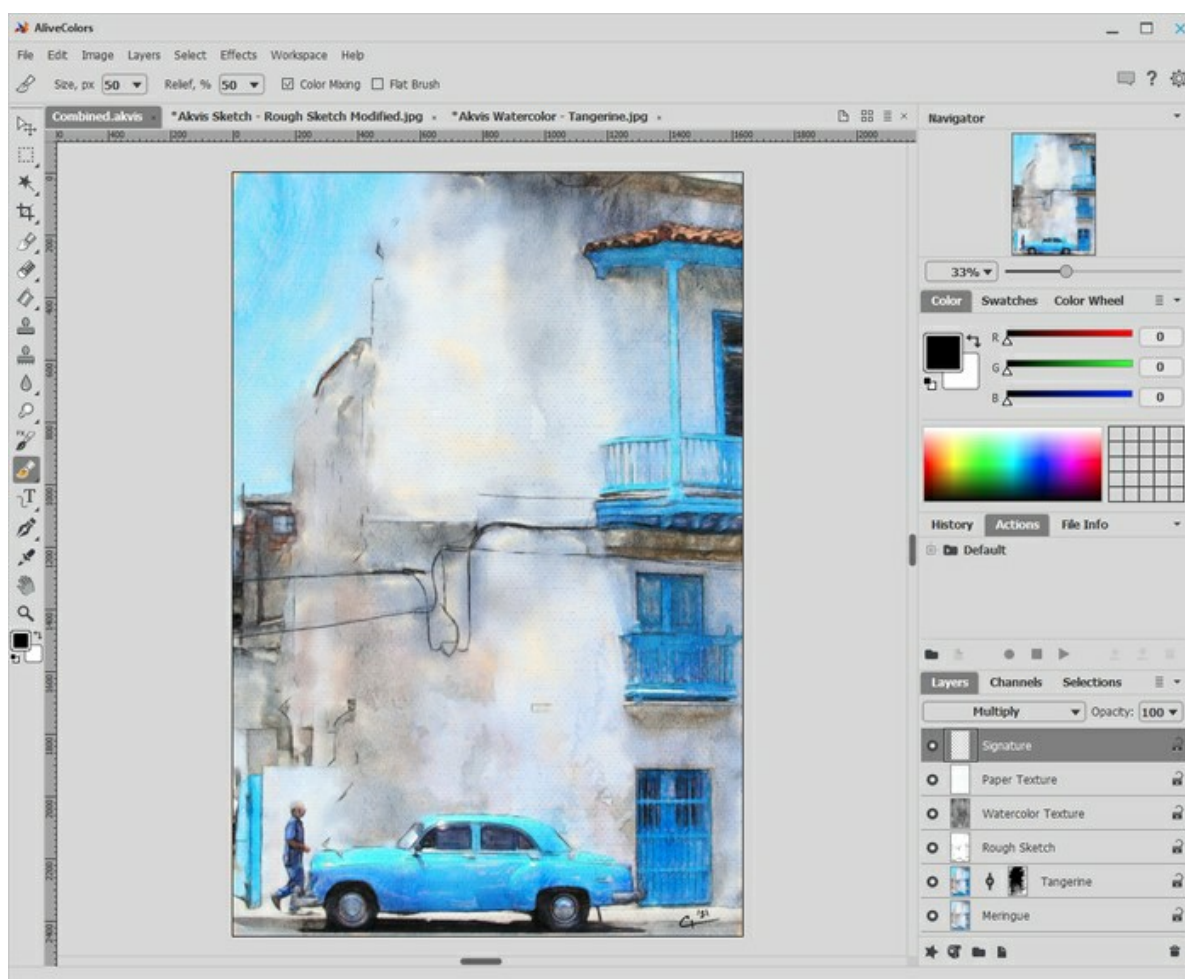 AliveColors
File Edit Image Layers Select Effects Workspace Help
Size, px 50 Relief, % 50 Color Mixing Flat Brush
Combined.akvis *Akvis Sketch - Rough Sketch Modified.jpg *Akvis Watercolor - Tangerine.jpg
Navigator
33%
Color Swatches Color Wheel
R 0
G 0
B 0
History Actions File Info
Default
Layers Channels Selections
Multiply Opacity: 100
Signature
Paper Texture
Watercolor Texture
Rough Sketch
Tangerine
Meringue